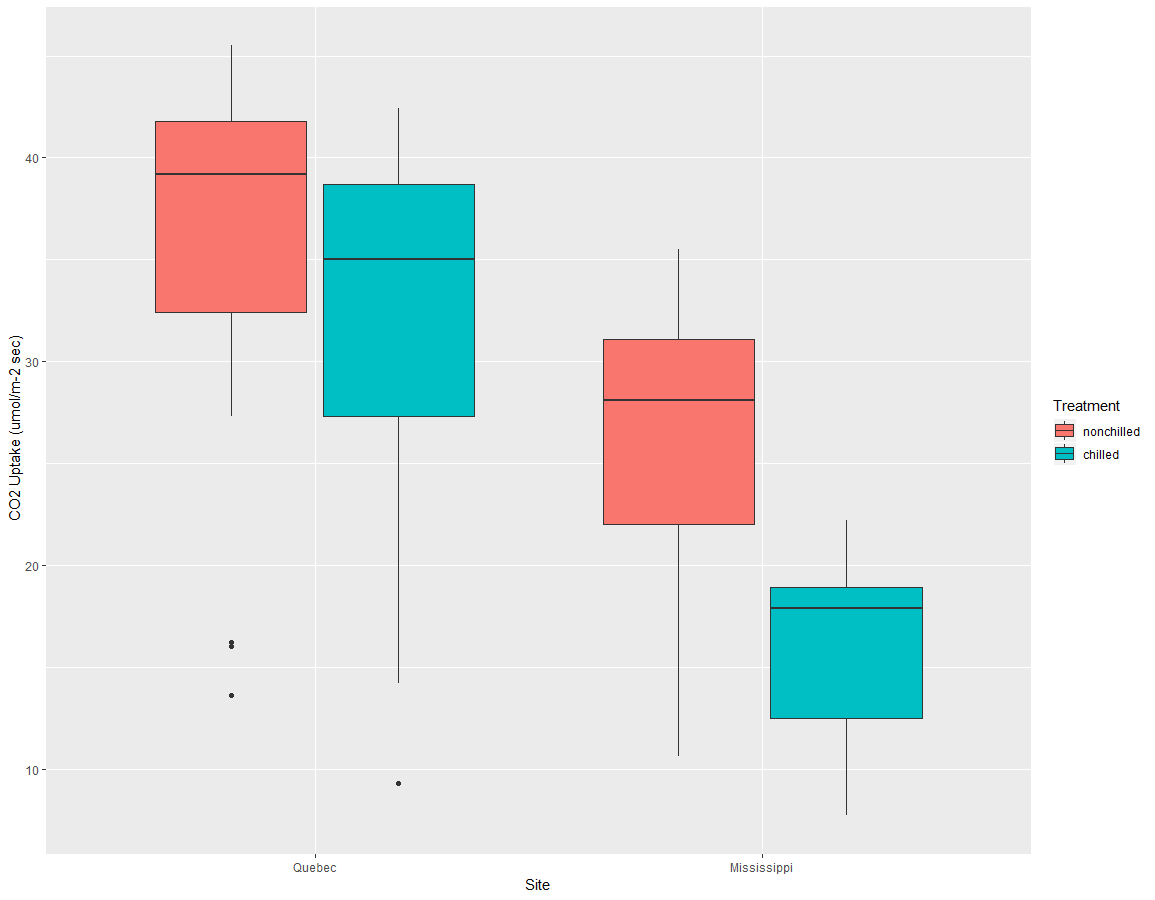 CO2 Uptake (umol/m-2 sec)
40
30
20
10
Quebec
Mississippi
Site
Treatment
nonchilled
chilled